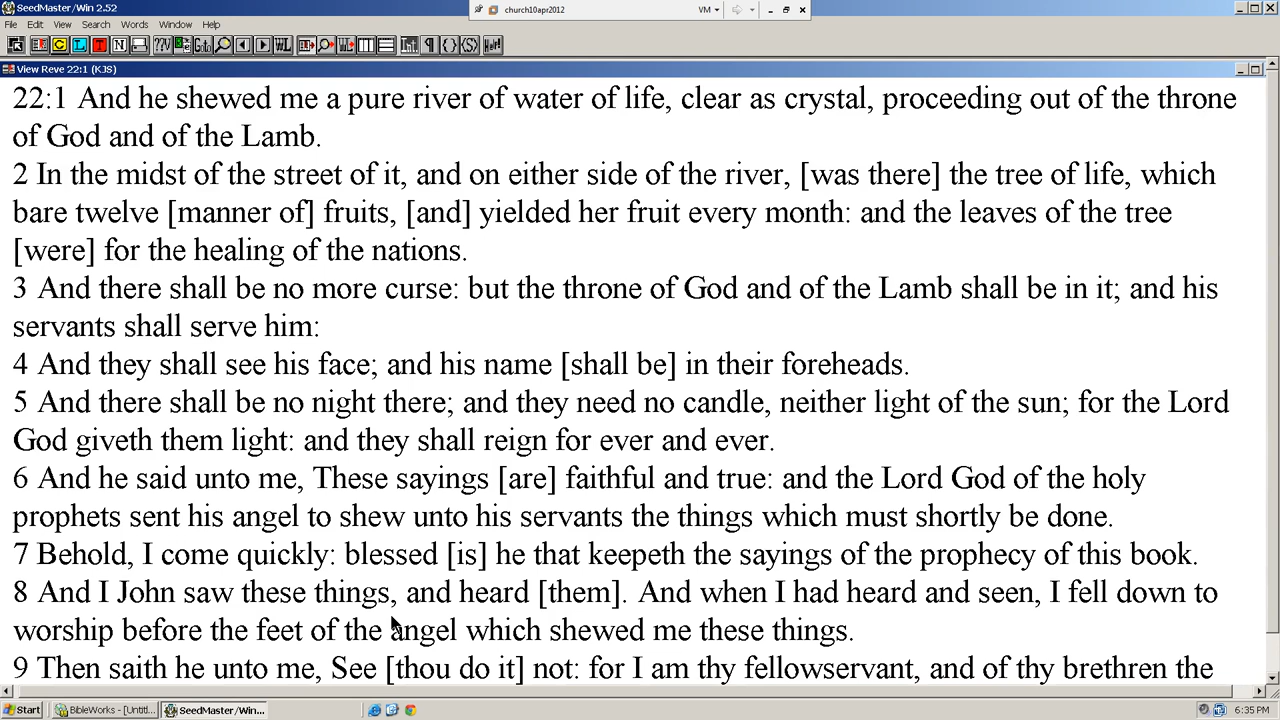 SeedMaster/Win 2.52
church10apr2012
VM
File Edit View Search Words Window Help
View Reve 22:1 (KJS)
22:1 And he shewed me a pure river of water of life, clear as crystal, proceeding out of the throne
of God and of the Lamb.
2 In the midst of the street of it, and on either side of the river, [was there] the tree of life, which
bare twelve [manner of] fruits, [and] yielded her fruit every month: and the leaves of the tree
[were] for the healing of the nations.
3 And there shall be no more curse: but the throne of God and of the Lamb shall be in it; and his
servants shall serve him:
4 And they shall see his face; and his name [shall be] in their foreheads.
5 And there shall be no night there; and they need no candle, neither light of the sun; for the Lord
God giveth them light: and they shall reign for ever and ever.
6 And he said unto me, These sayings [are] faithful and true: and the Lord God of the holy
prophets sent his angel to shew unto his servants the things which must shortly be done.
7 Behold, I come quickly: blessed [is] he that keepeth the sayings of the prophecy of this book.
8 And I John saw these things, and heard [them]. And when I had heard and seen, I fell down to
worship before the feet of the angel which shewed me these things.
9 Then saith he unto me, See [thou do it] not: for I am thy fellowservant, and of thy brethren the
Start BibleWorks - [Untitl... SeedMaster/Win... 6:35 PM